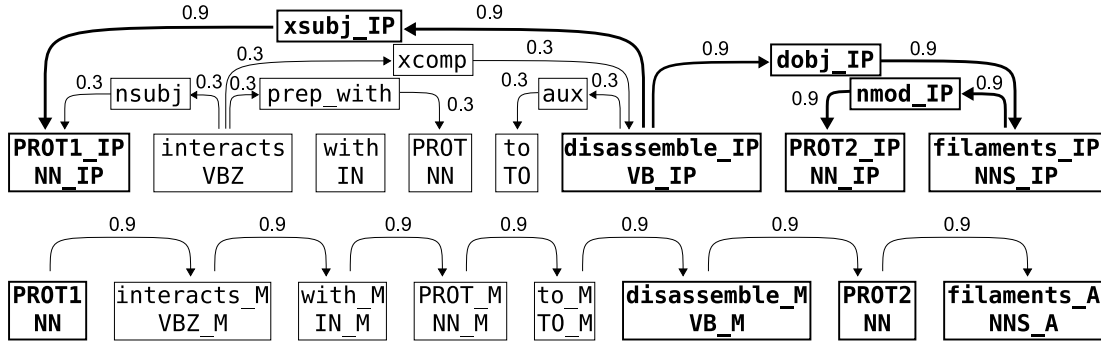 0.9
xsubj_IP
0.9
0.3
xcomp
0.3
0.9
dobj_IP
0.9
0.3
nsubj
0.3
0.3
prep_with
0.3
0.3
aux
0.3
0.9
nmod_IP
0.9
PROT1_IP
NN_IP
interacts
VBZ
with
IN
PROT
NN
to
TO
disassemble_IP
VB_IP
PROT2_IP
NN_IP
filaments_IP
NNS_IP
0.9
0.9
0.9
0.9
0.9
0.9
0.9
PROT1
NN
interacts_M
VBZ_M
with_M
IN_M
PROT_M
NN_M
to_M
TO_M
disassemble_M
VB_M
PROT2
NN
filaments_A
NNS_A